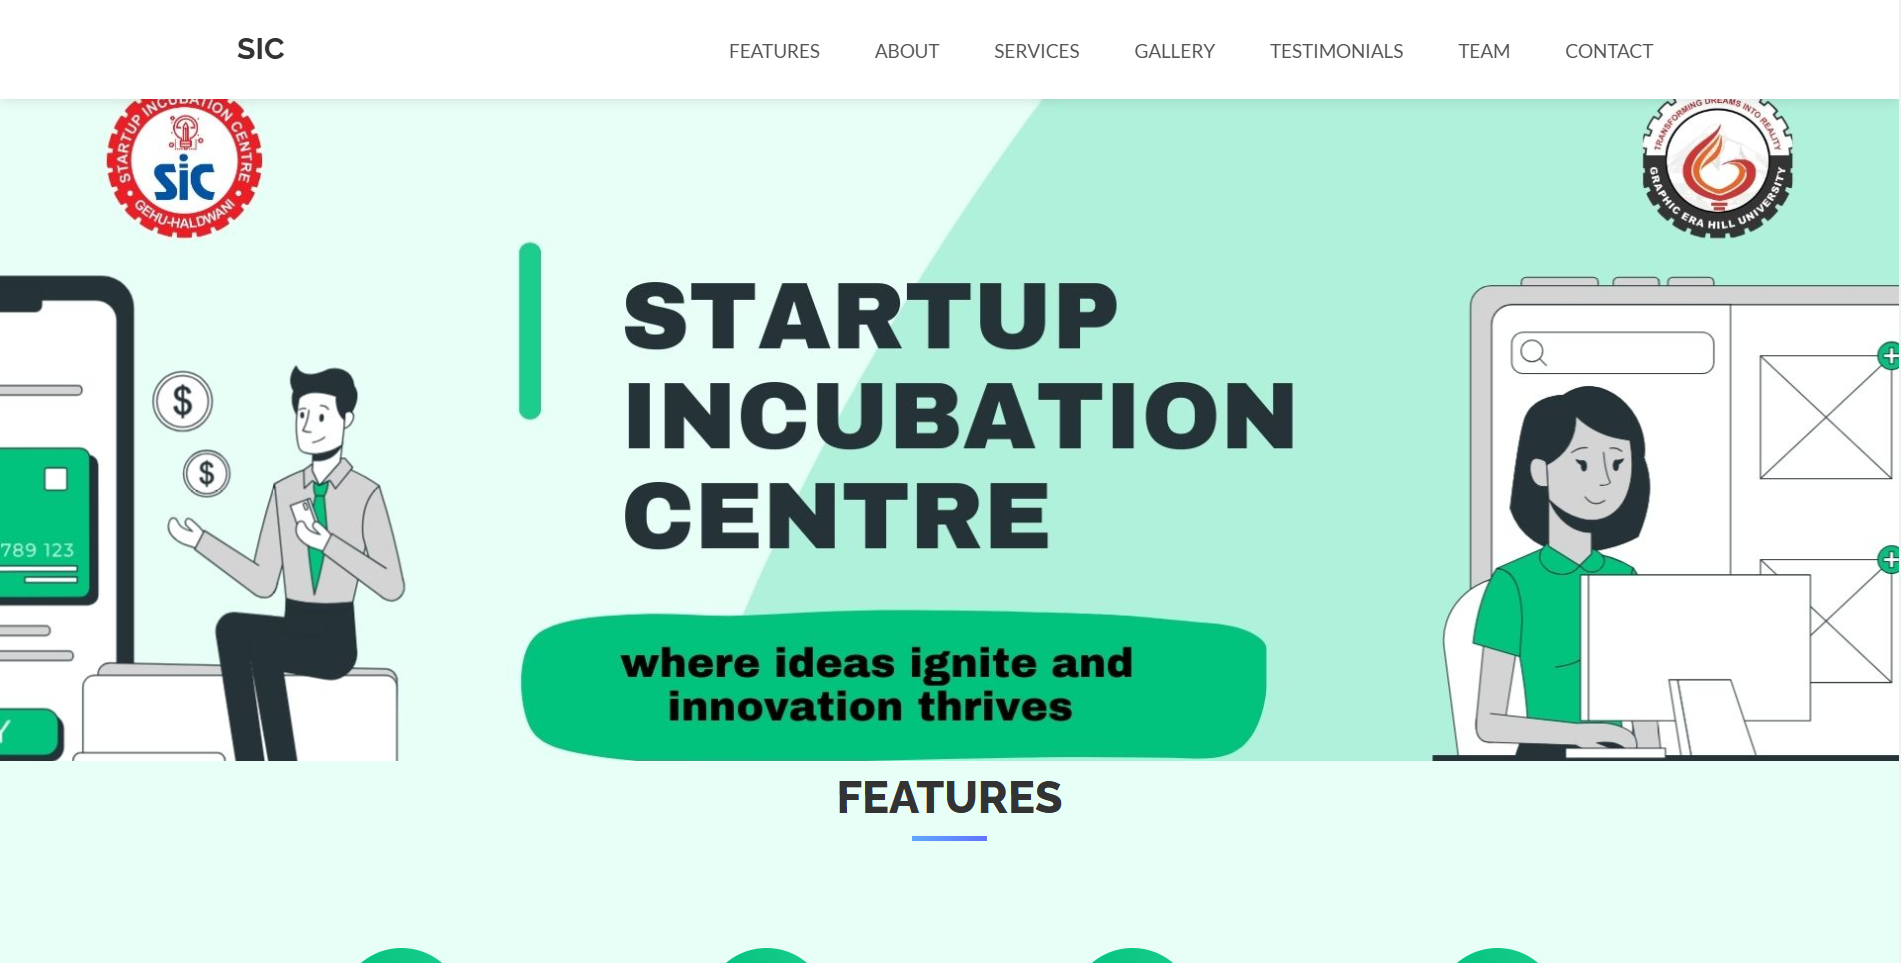 SIC
FEATURES
ABOUT
SERVICES
GALLERY
TESTIMONIALS
TEAM
CONTACT
STARTUP INCUBATION CENTRE
SiC
GEHU-HALDWANI
TRANSFORMING DREAMS INTO REALITY
GRAPHIC ERA HILL UNIVERSITY
STARTUP
INCUBATION
CENTRE
$
$
789 123
Y
where ideas ignite and
innovation thrives
FEATURES